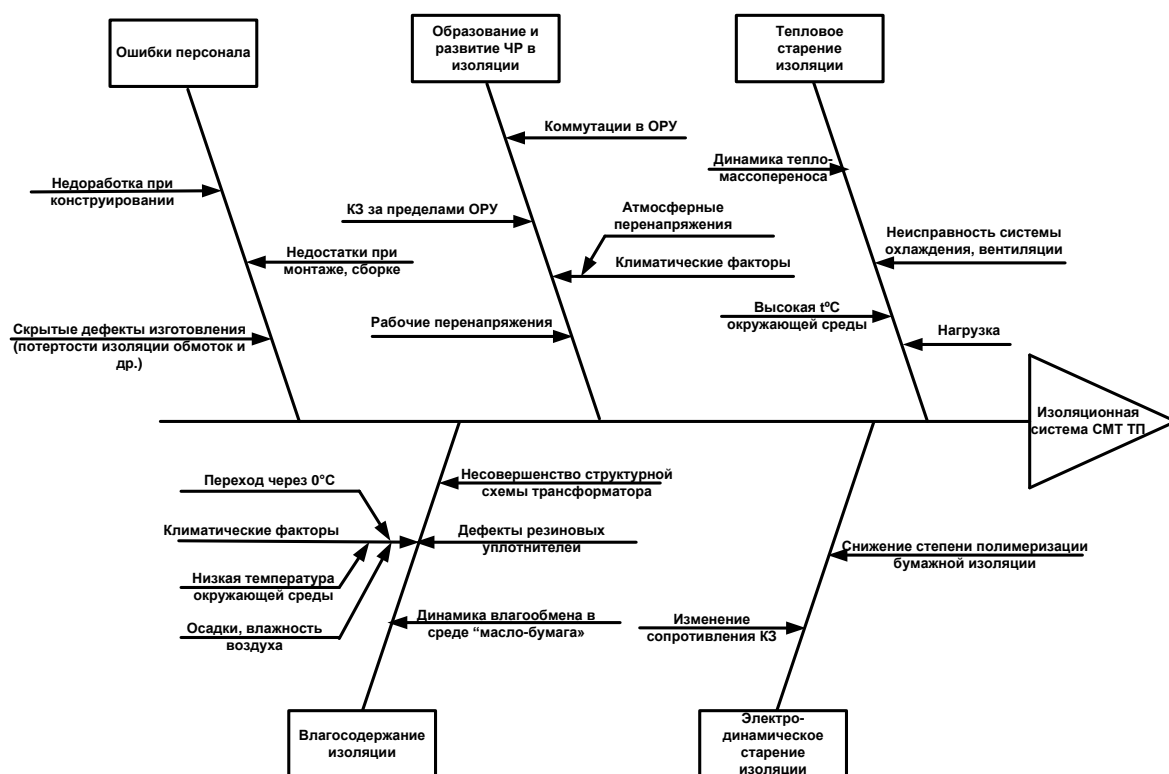 Ошибки персонала
Образование и
развитие ЧР в
изоляции
Тепловое
старение
изоляции
Коммутации в ОРУ
Динамика тепло-
массопереноса
Недоработка при
конструировании
КЗ за пределами ОРУ
Атмосферные
перенапряжения
Неисправность системы
охлаждения, вентиляции
Недостатки при
монтаже, сборке
Климатические факторы
Высокая tºC
окружающей среды
Скрытые дефекты изготовления
(потертости изоляции обмоток и
др.)
Рабочие перенапряжения
Нагрузка
Изоляционная
система СМТ ТП
Переход через 0°C
Несовершенство структурной
схемы трансформатора
Климатические факторы
Дефекты резиновых
уплотнителей
Снижение степени полимеризации
бумажной изоляции
Низкая температура
окружающей среды
Осадки, влажность
воздуха
Динамика влагообмена в
среде “масло-бумага»
Изменение
сопротивления КЗ
Влагосодержание
изоляции
Электро-
динамическое
старение
изоляции